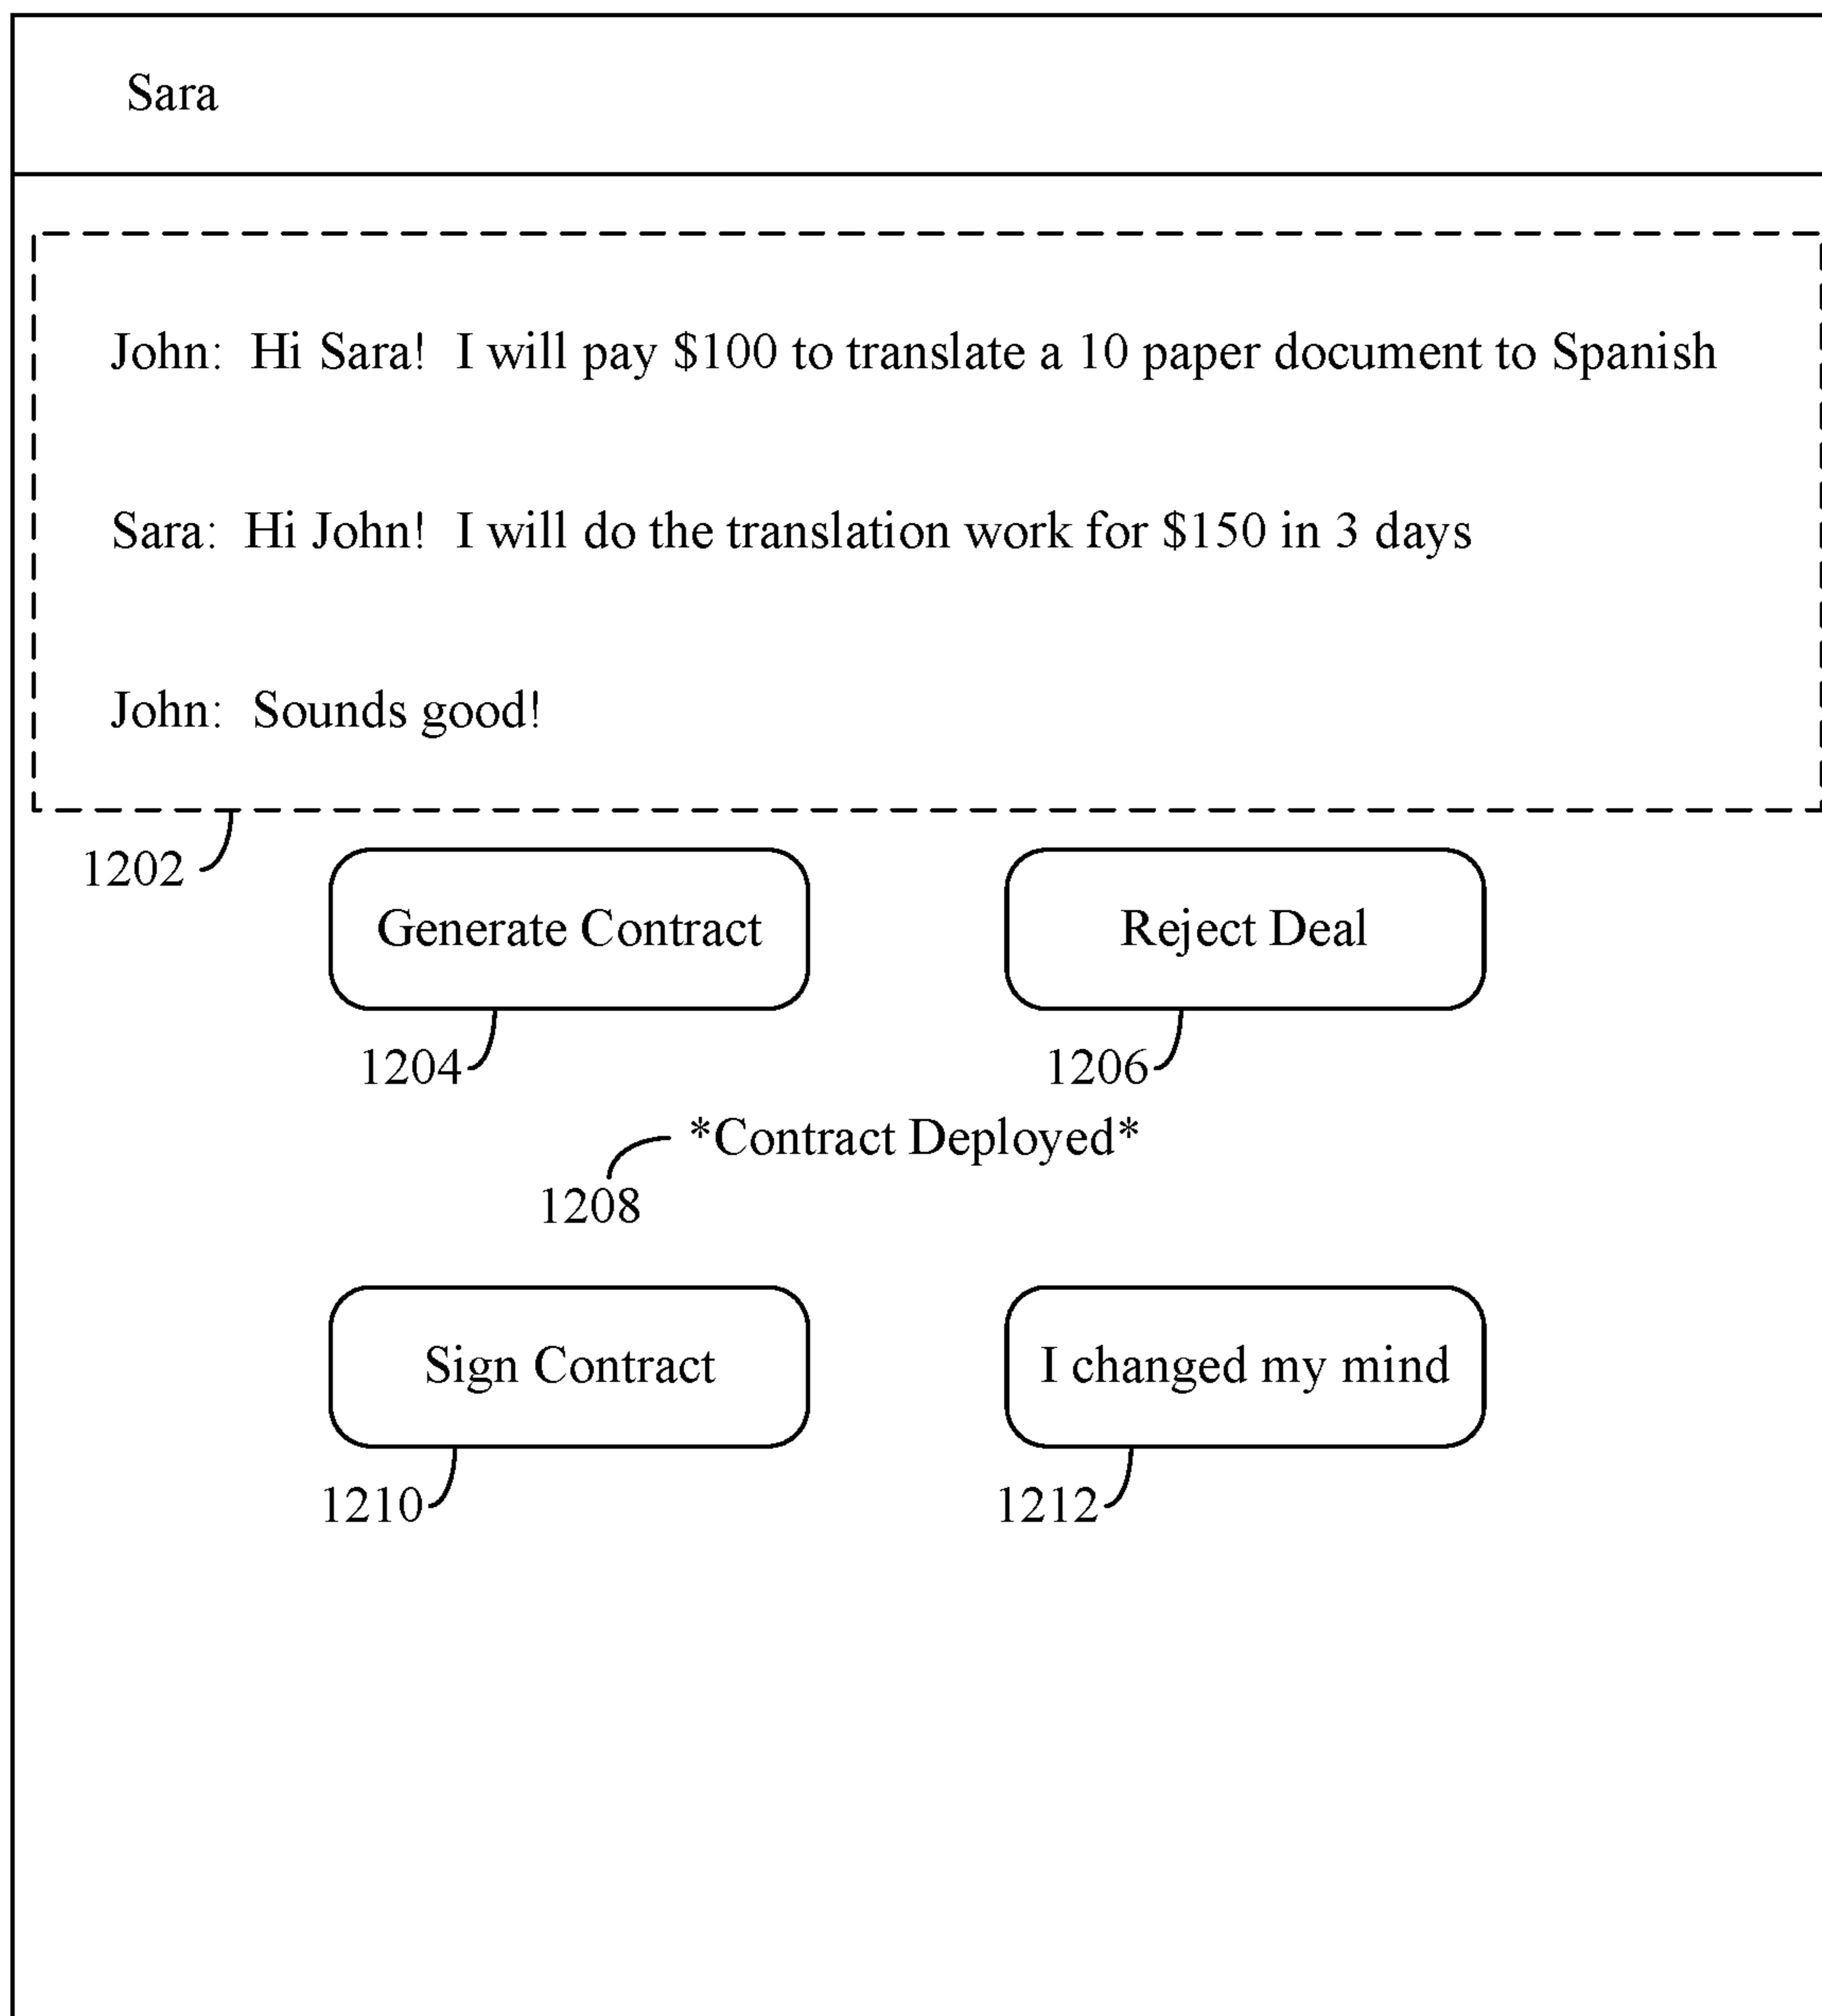 Sara
John:  Hi Sara!  I will pay $100 to translate a 10 paper document to Spanish
Sara:  Hi John!  I will do the translation work for $150 in 3 days
John:  Sounds good!
1202
Generate Contract
Reject Deal
1204
1206
*Contract Deployed*
1208
Sign Contract
I changed my mind
1210
1212